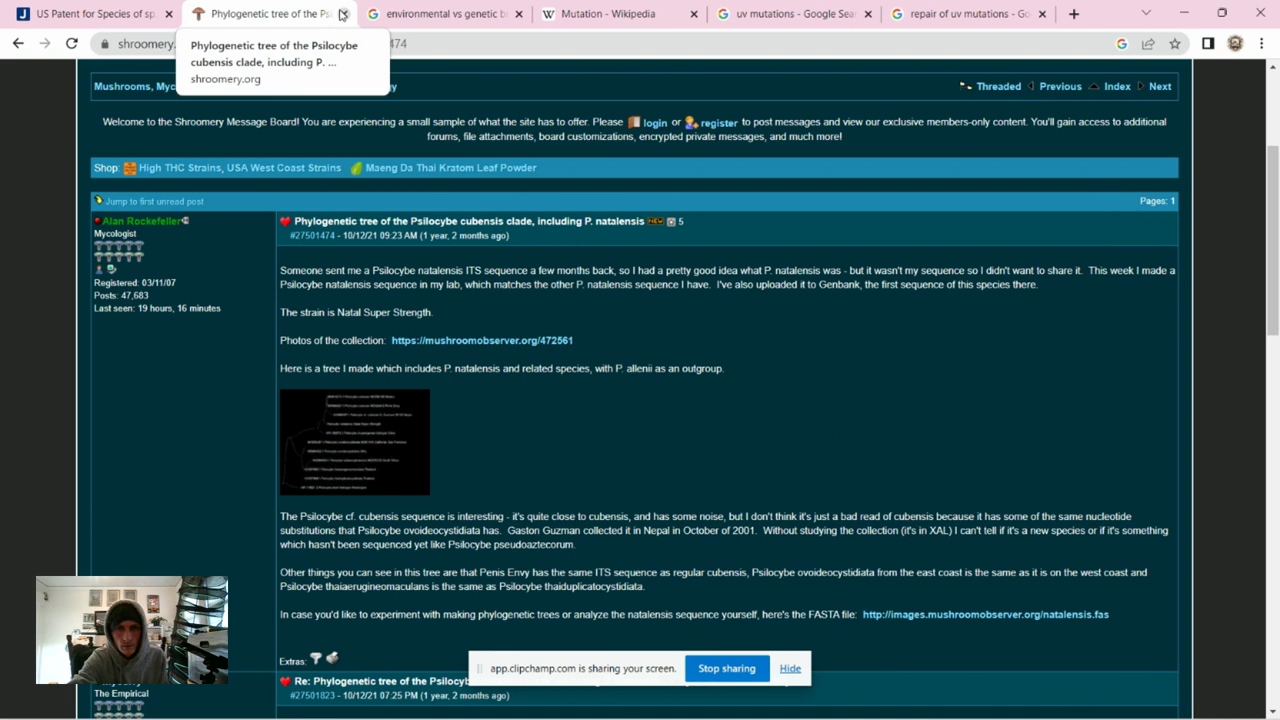 US Patent for Species of sp
Phylogenetic tree of the Ps
environmental vs genetic b
Mutation - Wikipedia
uv mutations - Google Sea
repair of uv mutations - Go
shroomery.
474
Phylogenetic tree of the Psilocybe
cubensis clade, including P. ...
shroomery.org
Mushrooms, Myc
gy
Threaded Previous Index Next
Welcome to the Shroomery Message Board! You are experiencing a small sample of what the site has to offer. Please login or register to post messages and view our exclusive members-only content. You'll gain access to additional
forums, file attachments, board customizations, encrypted private messages, and much more!
Shop: High THC Strains, USA West Coast Strains Maeng Da Thai Kratom Leaf Powder
Jump to first unread post Pages: 1
Alan Rockefeller
Mycologist
Registered: 03/11/07
Posts: 47,683
Last seen: 19 hours, 16 minutes
Phylogenetic tree of the Psilocybe cubensis clade, including P. natalensis NEW 5
#27501474 - 10/12/21 09:23 AM (1 year, 2 months ago)
Someone sent me a Psilocybe natalensis ITS sequence a few months back, so I had a pretty good idea what P. natalensis was - but it wasn't my sequence so I didn't want to share it. This week I made a
Psilocybe natalensis sequence in my lab, which matches the other P. natalensis sequence I have. I've also uploaded it to Genbank, the first sequence of this species there.
The strain is Natal Super Strength.
Photos of the collection: https://mushroomobserver.org/472561
Here is a tree I made which includes P. natalensis and related species, with P. allenii as an outgroup.
The Psilocybe cf. cubensis sequence is interesting - it's quite close to cubensis, and has some noise, but I don't think it's just a bad read of cubensis because it has some of the same nucleotide
substitutions that Psilocybe ovoideocystidiata has. Gaston Guzman collected it in Nepal in October of 2001. Without studying the collection (it's in XAL) I can't tell if it's a new species or if it's something
which hasn't been sequenced yet like Psilocybe pseudoaztecorum.
Other things you can see in this tree are that Penis Envy has the same ITS sequence as regular cubensis, Psilocybe ovoideocystidiata from the east coast is the same as it is on the west coast and
Psilocybe thaiaerugineomaculans is the same as Psilocybe thaiduplicatocystidiata.
In case you'd like to experiment with making phylogenetic trees or analyze the natalensis sequence yourself, here's the FASTA file: http://images.mushroomobserver.org/natalensis.fas
Extras:
app.clipchamp.com is sharing your screen. Stop sharing Hide
Re: Phylogenetic tree of the Psilocyb
#27501823 - 10/12/21 07:25 PM (1 year, 2 months ago)
The Empirical